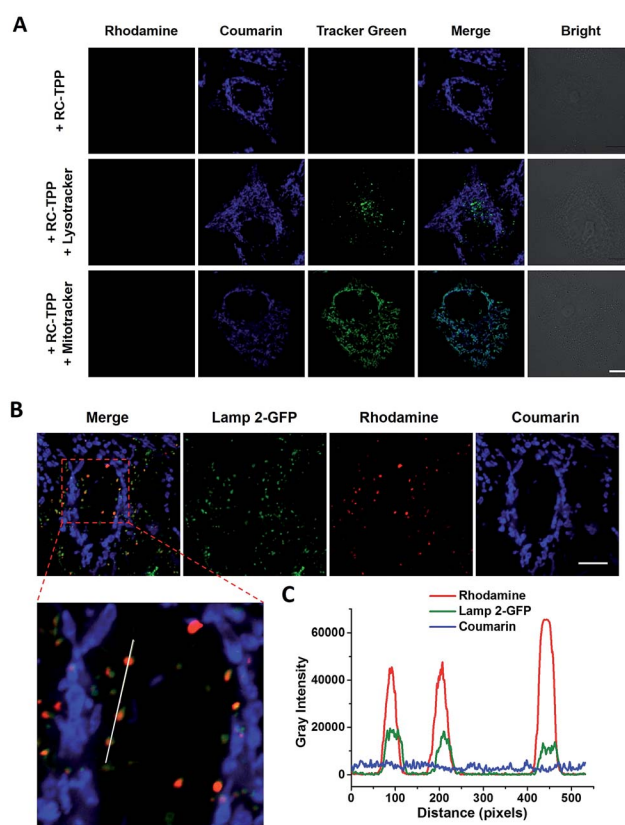 A
Rhodamine Coumarin Tracker Green Merge Bright
+ RC-TPP
+ RC-TPP
+ Lysotracker
+ RC-TPP
+ Mitotracker
B
Merge Lamp 2-GFP Rhodamine Coumarin
C
Rhodamine
Lamp 2-GFP
Coumarin
Gray Intensity
60000
40000
20000
0
0 100 200 300 400 500
Distance (pixels)